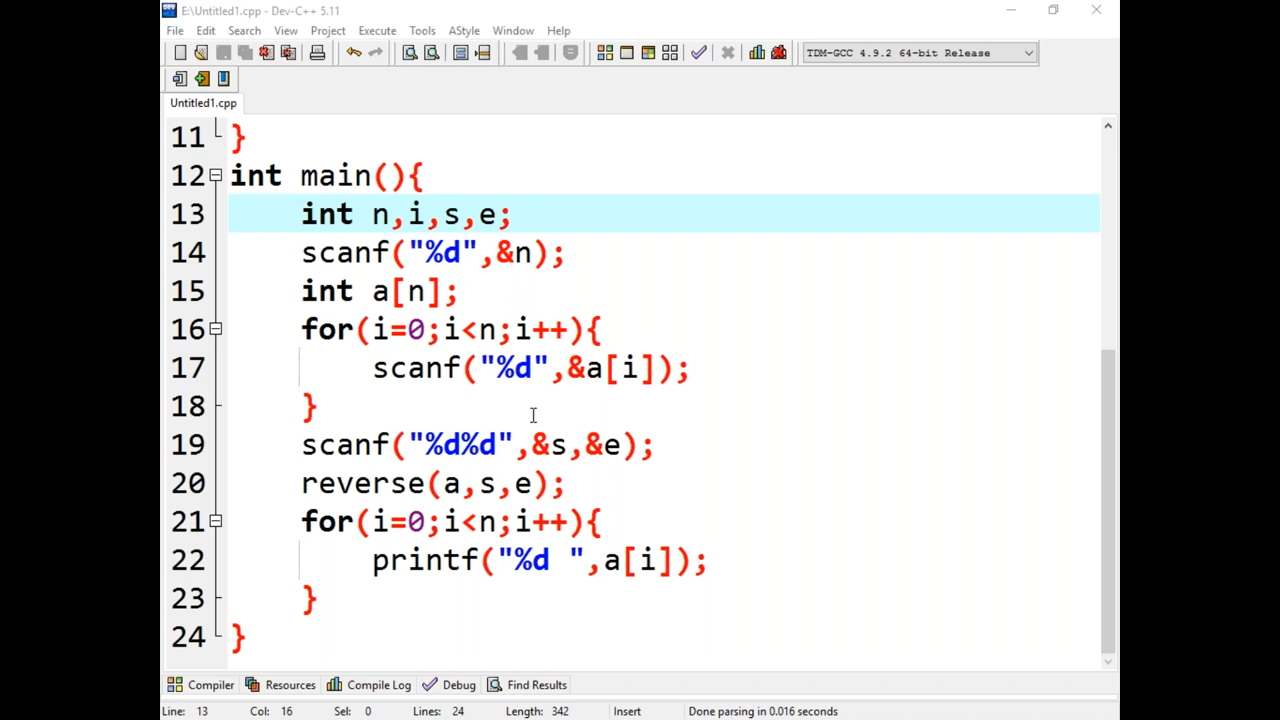 E:\Untitled1.cpp - Dev-C++ 5.11
File Edit Search View Project Execute Tools AStyle Window Help
TDM-GCC 4.9.2 64-bit Release
Untitled1.cpp
11 }
12 int main(){
13 int n,i,s,e;
14 scanf("%d",&n);
15 int a[n];
16 for(i=0;i<n;i++){
17 scanf("%d",&a[i]);
18 }
19 scanf("%d%d",&s,&e);
20 reverse(a,s,e);
21 for(i=0;i<n;i++){
22 printf("%d ",a[i]);
23 }
24 }
Compiler Resources Compile Log Debug Find Results
Line: 13 Col: 16 Sel: 0 Lines: 24 Length: 342 Insert Done parsing in 0.016 seconds